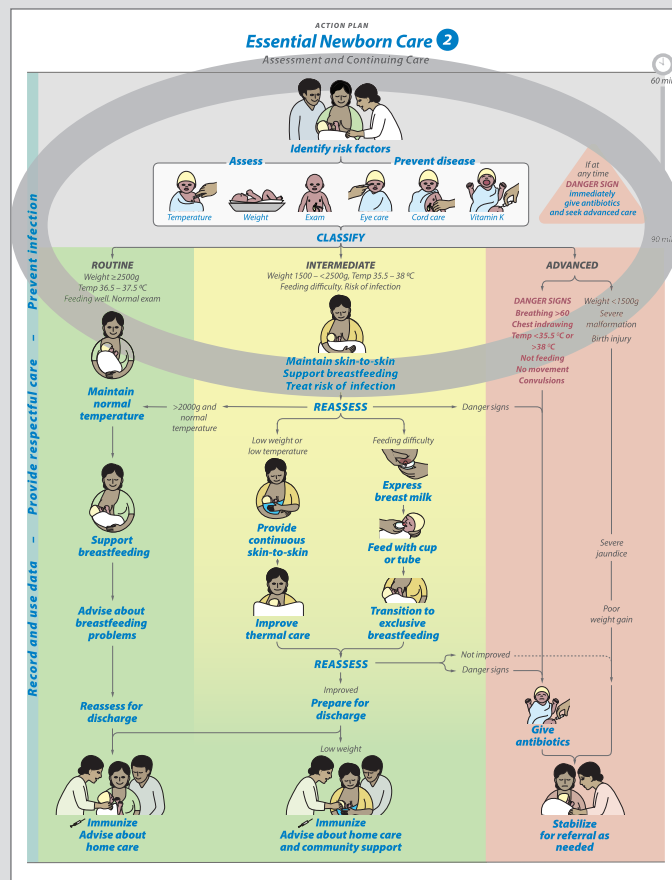 ACTION PLAN
Essential Newborn Care 2
Assessment and Continuing Care
60 min
Identify risk factors
Assess
Prevent disease
Temperature
Weight
Exam
Eye care
Cord care
Vitamin K
If at
any time
DANGER SIGN
immediately
give antibiotics
and seek advanced care
CLASSIFY
90 min
ROUTINE
Weight ≥2500g
Temp 36.5 – 37.5 ºC
Feeding well. Normal exam
INTERMEDIATE
Weight 1500 – <2500g, Temp 35.5 – 38 ºC
Feeding difficulty. Risk of infection
ADVANCED
DANGER SIGNS
Breathing >60
Chest indrawing
Temp <35.5 ºC or
>38 ºC
Not feeding
No movement
Convulsions
Weight <1500g
Severe
malformation
Birth injury
Maintain skin-to-skin
Support breastfeeding
Treat risk of infection
Maintain
normal
temperature
>2000g and
normal
temperature
REASSESS
Danger signs
Low weight or
low temperature
Feeding difficulty
Express
breast milk
Provide
continuous
skin-to-skin
Feed with cup
or tube
Support
breastfeeding
Severe
jaundice
Advise about
breastfeeding
problems
Improve
thermal care
Transition to
exclusive
breastfeeding
Poor
weight gain
REASSESS
Not improved
Danger signs
Improved
Reassess for
discharge
Prepare for
discharge
Give
antibiotics
Low weight
Immunize
Advise about
home care
Immunize
Advise about home care
and community support
Stabilize
for referral as
needed
Record and use data – Provide respectful care – Prevent infection